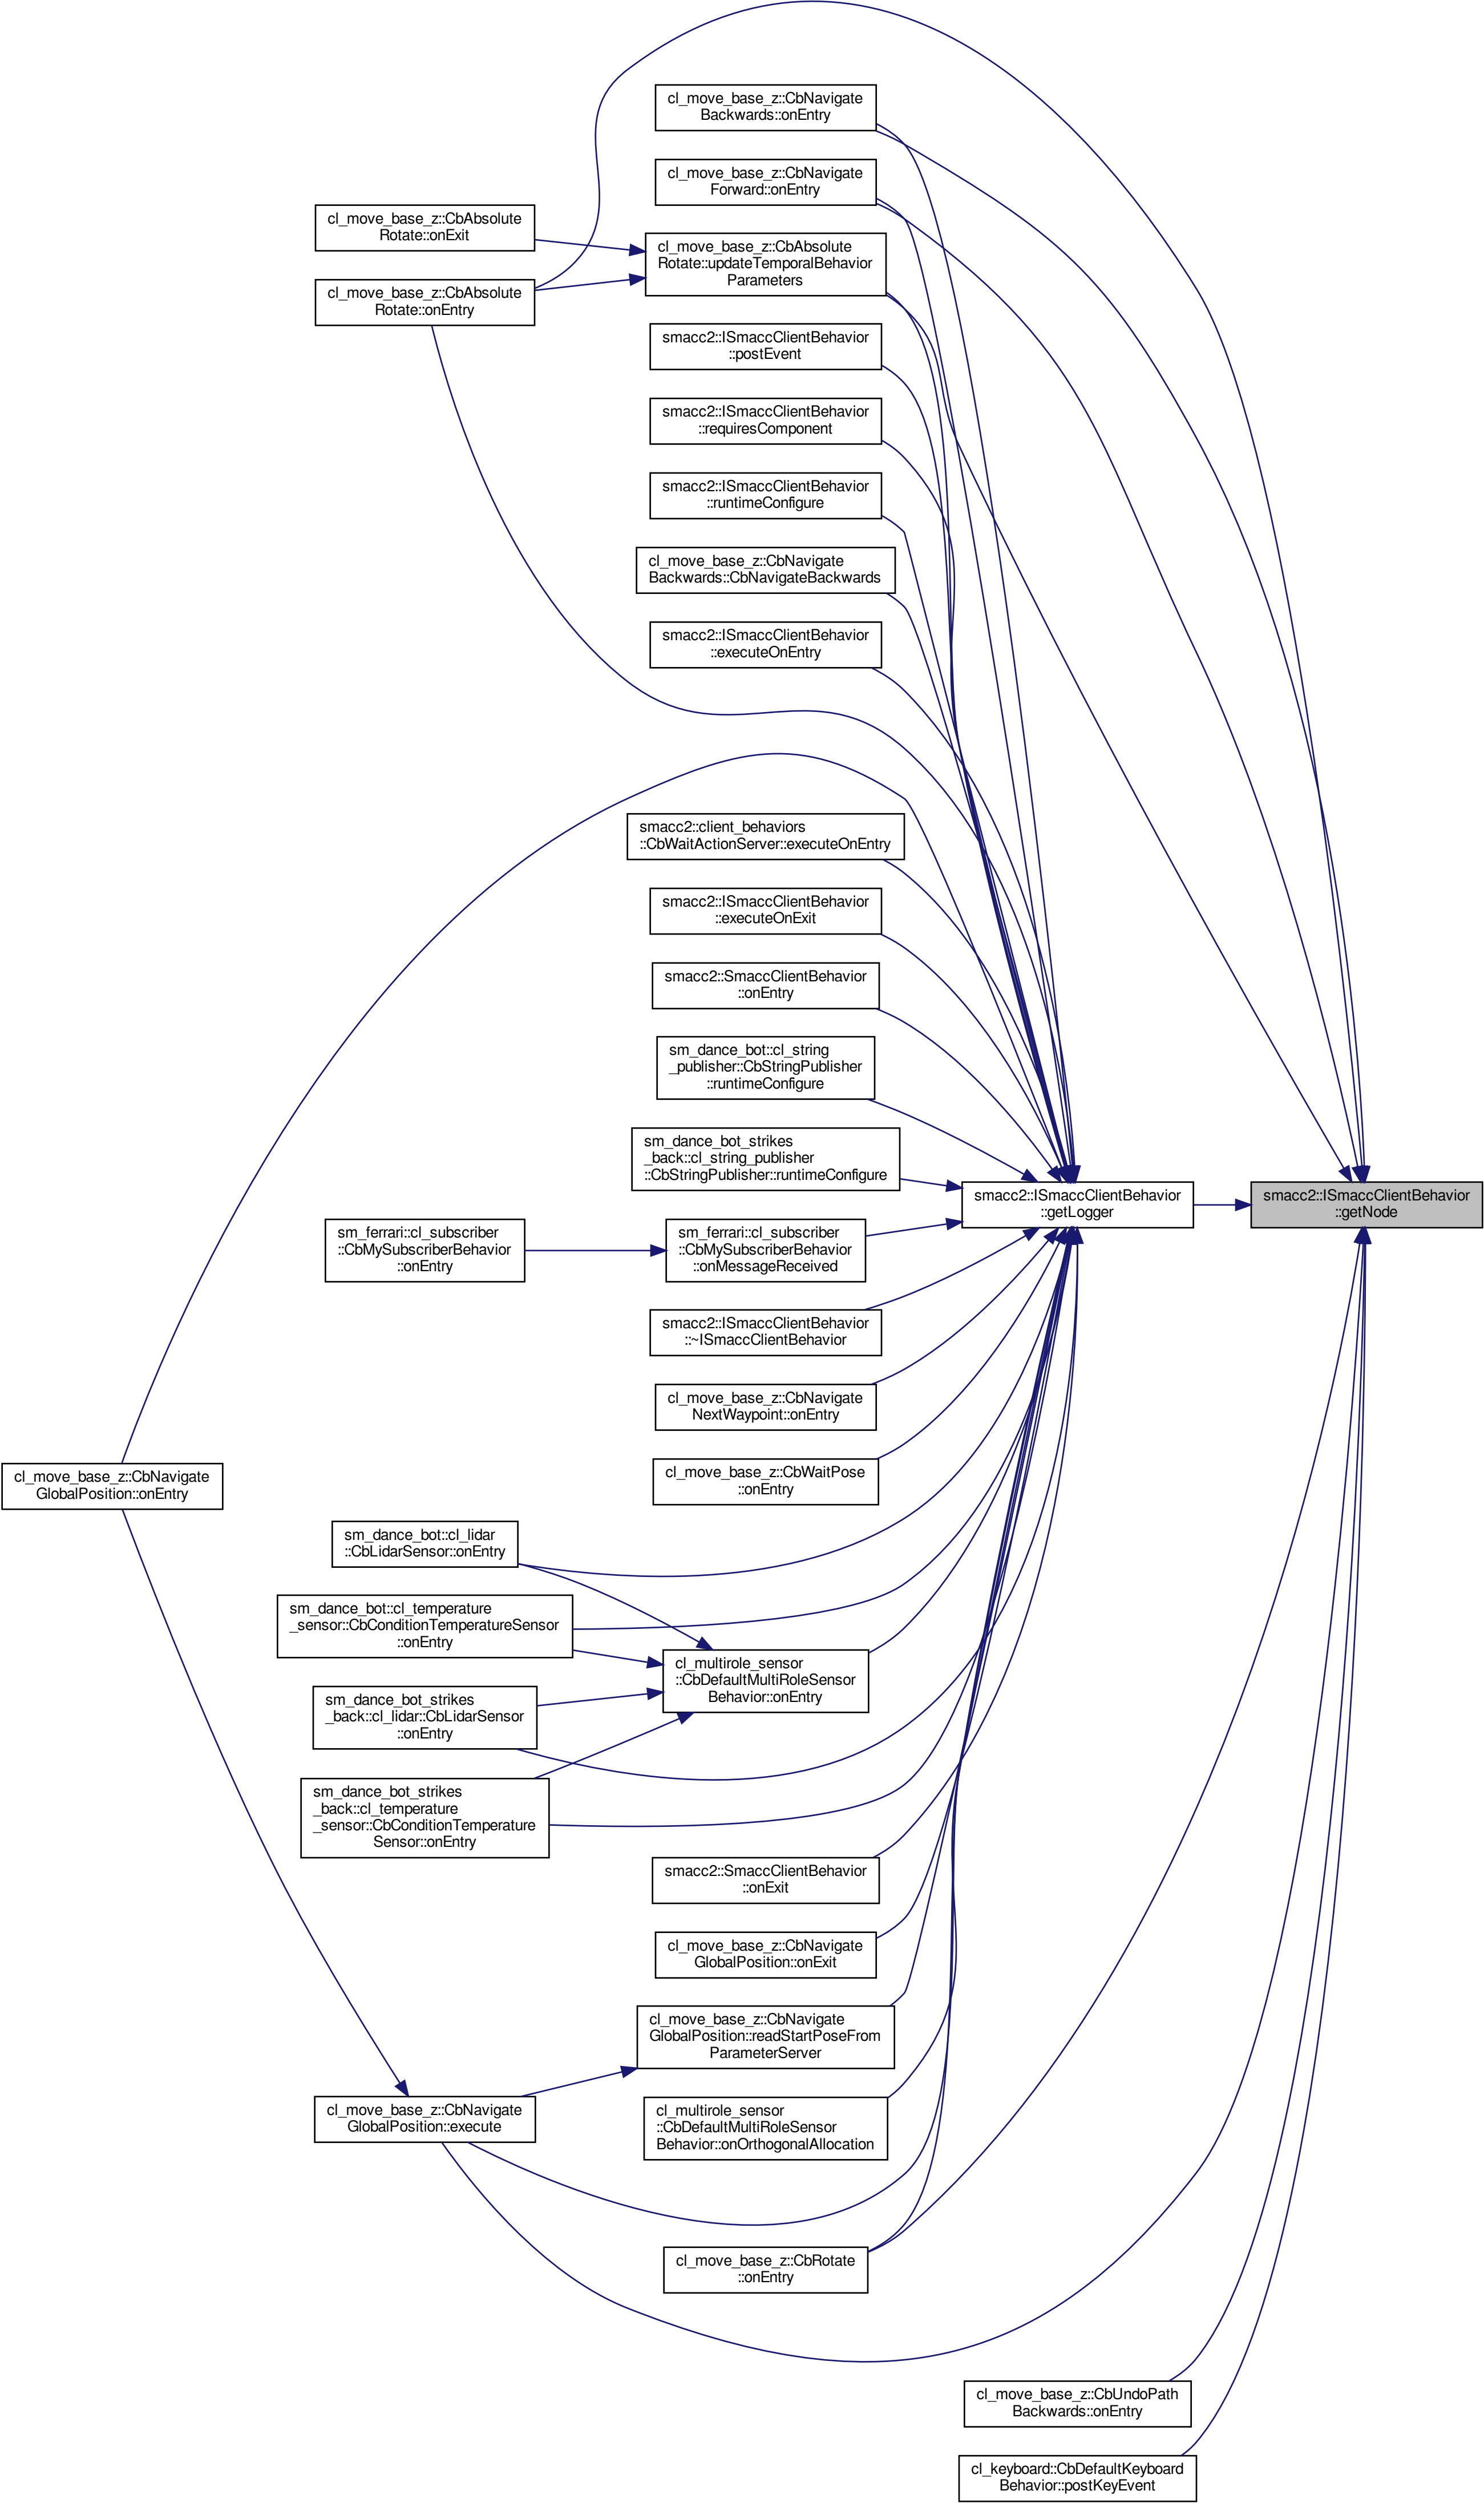 cl_move_base_z::CbNavigate
Backwards::onEntry
cl_move_base_z::CbNavigate
Forward::onEntry
cl_move_base_z::CbAbsolute
Rotate::onExit
cl_move_base_z::CbAbsolute
Rotate::updateTemporalBehavior
Parameters
cl_move_base_z::CbAbsolute
Rotate::onEntry
smacc2::ISmaccClientBehavior
::postEvent
smacc2::ISmaccClientBehavior
::requiresComponent
smacc2::ISmaccClientBehavior
::runtimeConfigure
cl_move_base_z::CbNavigate
Backwards::CbNavigateBackwards
smacc2::ISmaccClientBehavior
::executeOnEntry
smacc2::client_behaviors
::CbWaitActionServer::executeOnEntry
smacc2::ISmaccClientBehavior
::executeOnExit
smacc2::SmaccClientBehavior
::onEntry
sm_dance_bot::cl_string
_publisher::CbStringPublisher
::runtimeConfigure
sm_dance_bot_strikes
_back::cl_string_publisher
::CbStringPublisher::runtimeConfigure
smacc2::ISmaccClientBehavior
::getLogger
smacc2::ISmaccClientBehavior
::getNode
sm_ferrari::cl_subscriber
::CbMySubscriberBehavior
::onEntry
sm_ferrari::cl_subscriber
::CbMySubscriberBehavior
::onMessageReceived
smacc2::ISmaccClientBehavior
::~ISmaccClientBehavior
cl_move_base_z::CbNavigate
NextWaypoint::onEntry
cl_move_base_z::CbWaitPose
::onEntry
cl_move_base_z::CbNavigate
GlobalPosition::onEntry
sm_dance_bot::cl_lidar
::CbLidarSensor::onEntry
sm_dance_bot::cl_temperature
_sensor::CbConditionTemperatureSensor
::onEntry
cl_multirole_sensor
::CbDefaultMultiRoleSensor
Behavior::onEntry
sm_dance_bot_strikes
_back::cl_lidar::CbLidarSensor
::onEntry
sm_dance_bot_strikes
_back::cl_temperature
_sensor::CbConditionTemperature
Sensor::onEntry
smacc2::SmaccClientBehavior
::onExit
cl_move_base_z::CbNavigate
GlobalPosition::onExit
cl_move_base_z::CbNavigate
GlobalPosition::readStartPoseFrom
ParameterServer
cl_move_base_z::CbNavigate
GlobalPosition::execute
cl_multirole_sensor
::CbDefaultMultiRoleSensor
Behavior::onOrthogonalAllocation
cl_move_base_z::CbRotate
::onEntry
cl_move_base_z::CbUndoPath
Backwards::onEntry
cl_keyboard::CbDefaultKeyboard
Behavior::postKeyEvent